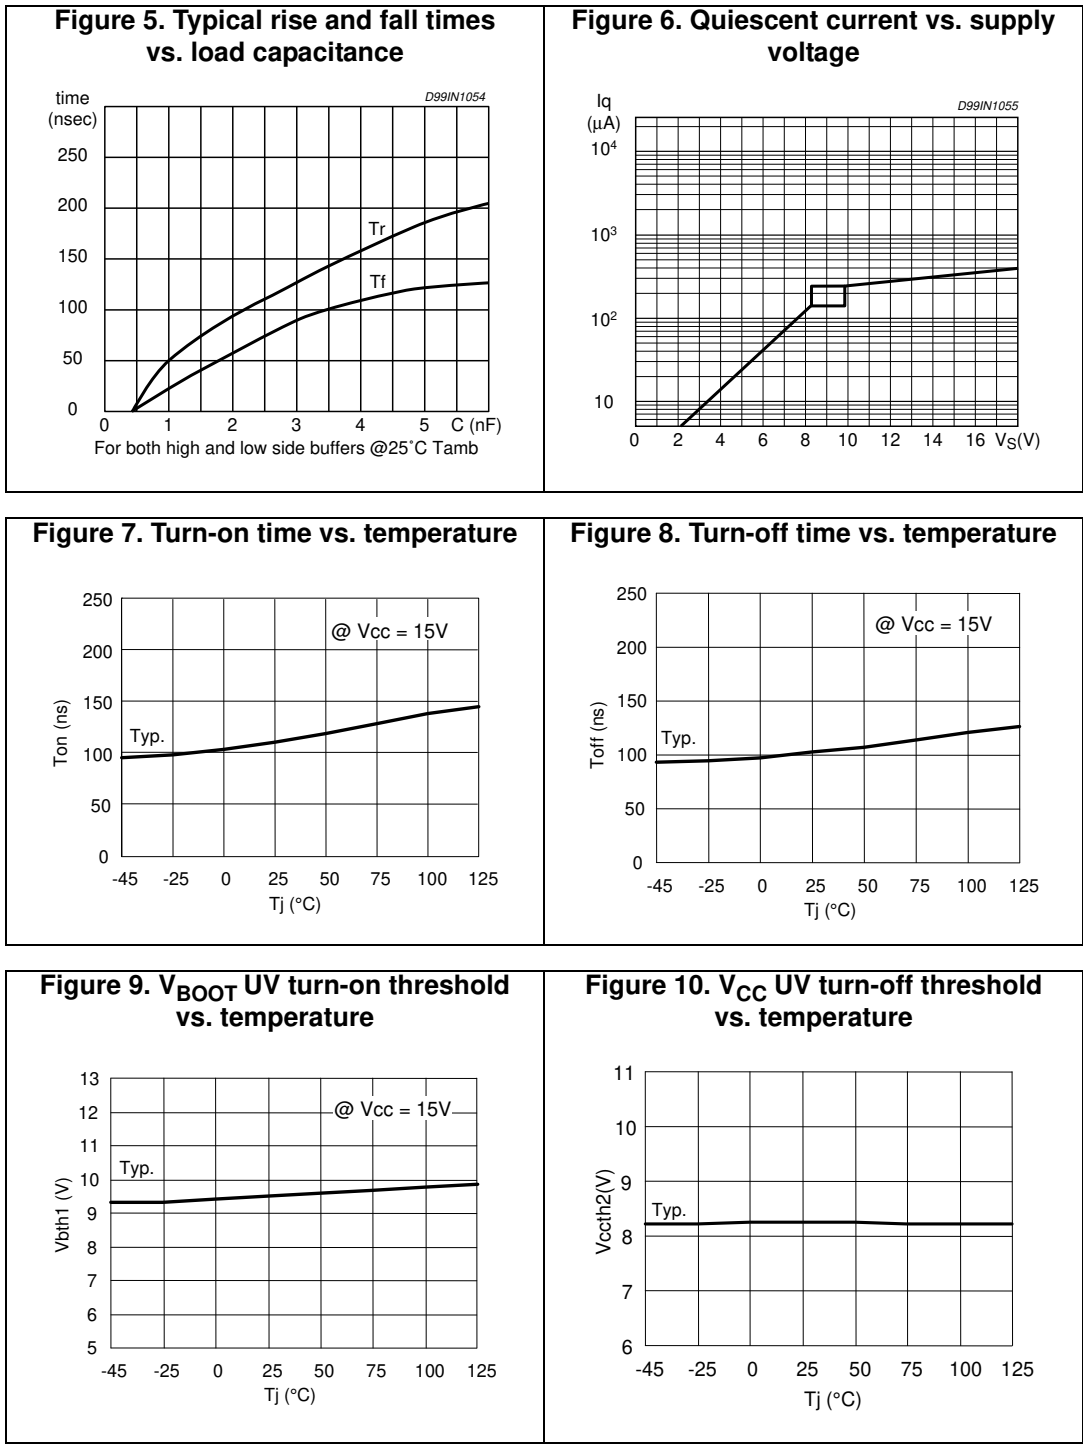 Figure 5. Typical rise and fall times
vs. load capacitance
time
(nsec)
D99IN1054
250
200
150
100
50
0
Tr
Tf
0 1 2 3 4 5 C (nF)
For both high and low side buffers @25˚C Tamb
Figure 6. Quiescent current vs. supply
voltage
Iq
(µA)
D99IN1055
10⁴
10³
10²
10
0 2 4 6 8 10 12 14 16 VS(V)
Figure 7. Turn-on time vs. temperature
250
200
150
100
50
0
Ton (ns)
@ Vcc = 15V
Typ.
-45 -25 0 25 50 75 100 125
Tj (°C)
Figure 8. Turn-off time vs. temperature
250
200
150
100
50
0
Toff (ns)
@ Vcc = 15V
Typ.
-45 -25 0 25 50 75 100 125
Tj (°C)
Figure 9. VBOOT UV turn-on threshold
vs. temperature
13
12
11
10
9
8
7
6
5
Vbth1 (V)
@ Vcc = 15V
Typ.
-45 -25 0 25 50 75 100 125
Tj (°C)
Figure 10. VCC UV turn-off threshold
vs. temperature
11
10
9
8
7
6
Vccth2(V)
Typ.
-45 -25 0 25 50 75 100 125
Tj (°C)